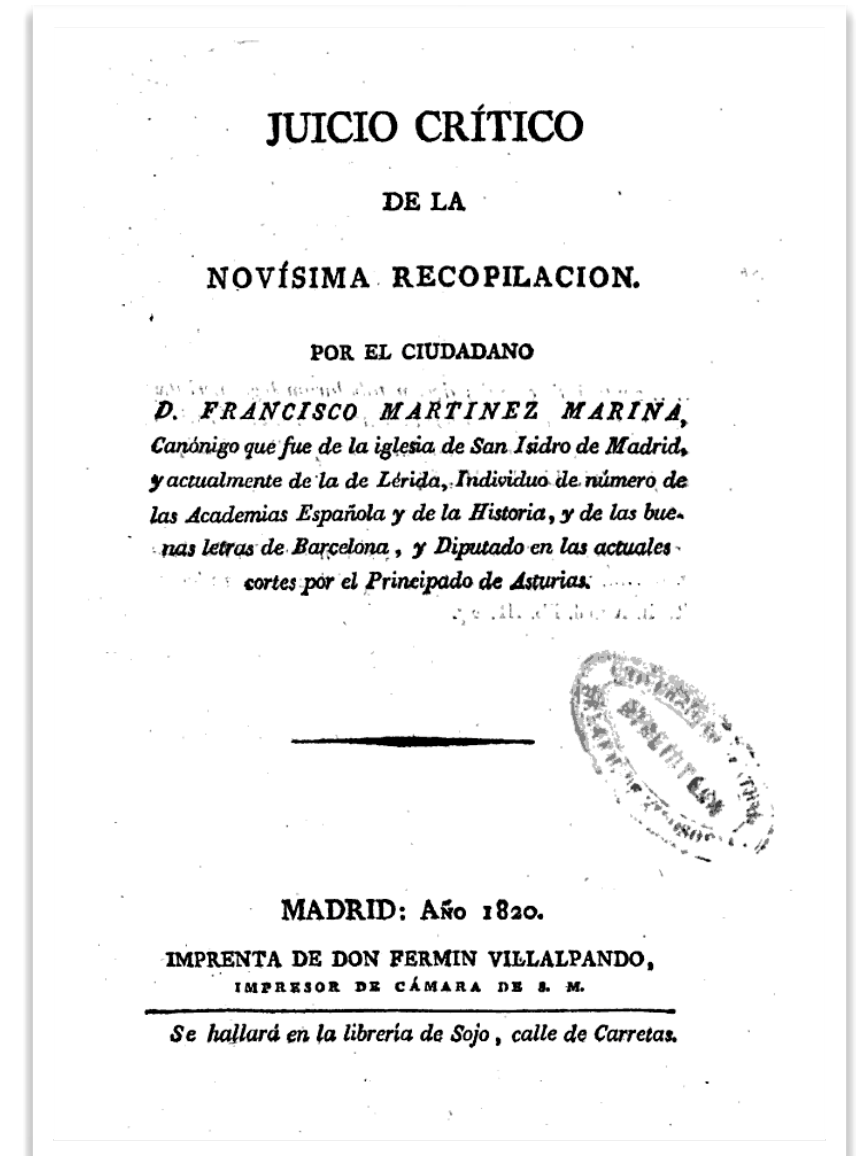 JUICIO CRÍTICO
DE LA
NOVÍSIMA RECOPILACION.
POR EL CIUDADANO
D. FRANCISCO MARTINEZ MARINA,
Canónigo que fue de la iglesia de San Isidro de Madrid,
y actualmente de la de Lérida, Individuo de número de
las Academias Española y de la Historia, y de las bue-
nas letras de Barcelona, y Diputado en las actuales
cortes por el Principado de Asturias.
MADRID: Año 1820.
IMPRENTA DE DON FERMIN VILLALPANDO,
IMPRESOR DE CÁMARA DE S. M.
Se hallará en la librería de Sojo, calle de Carretas.